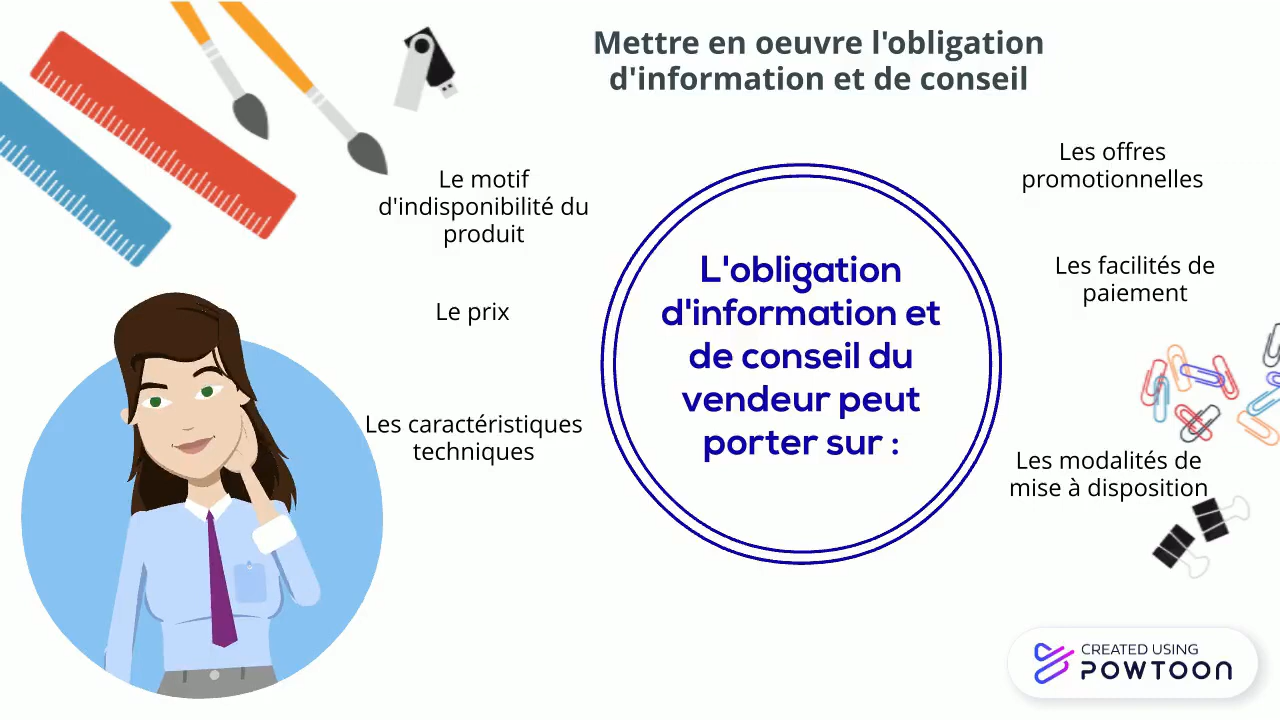 Mettre en oeuvre l'obligation
d'information et de conseil
Le motif
d'indisponibilité du
produit
Le prix
Les caractéristiques
techniques
L'obligation
d'information et
de conseil du
vendeur peut
porter sur :
Les offres
promotionnelles
Les facilités de
paiement
Les modalités de
mise à disposition
CREATED USING
POWTOON